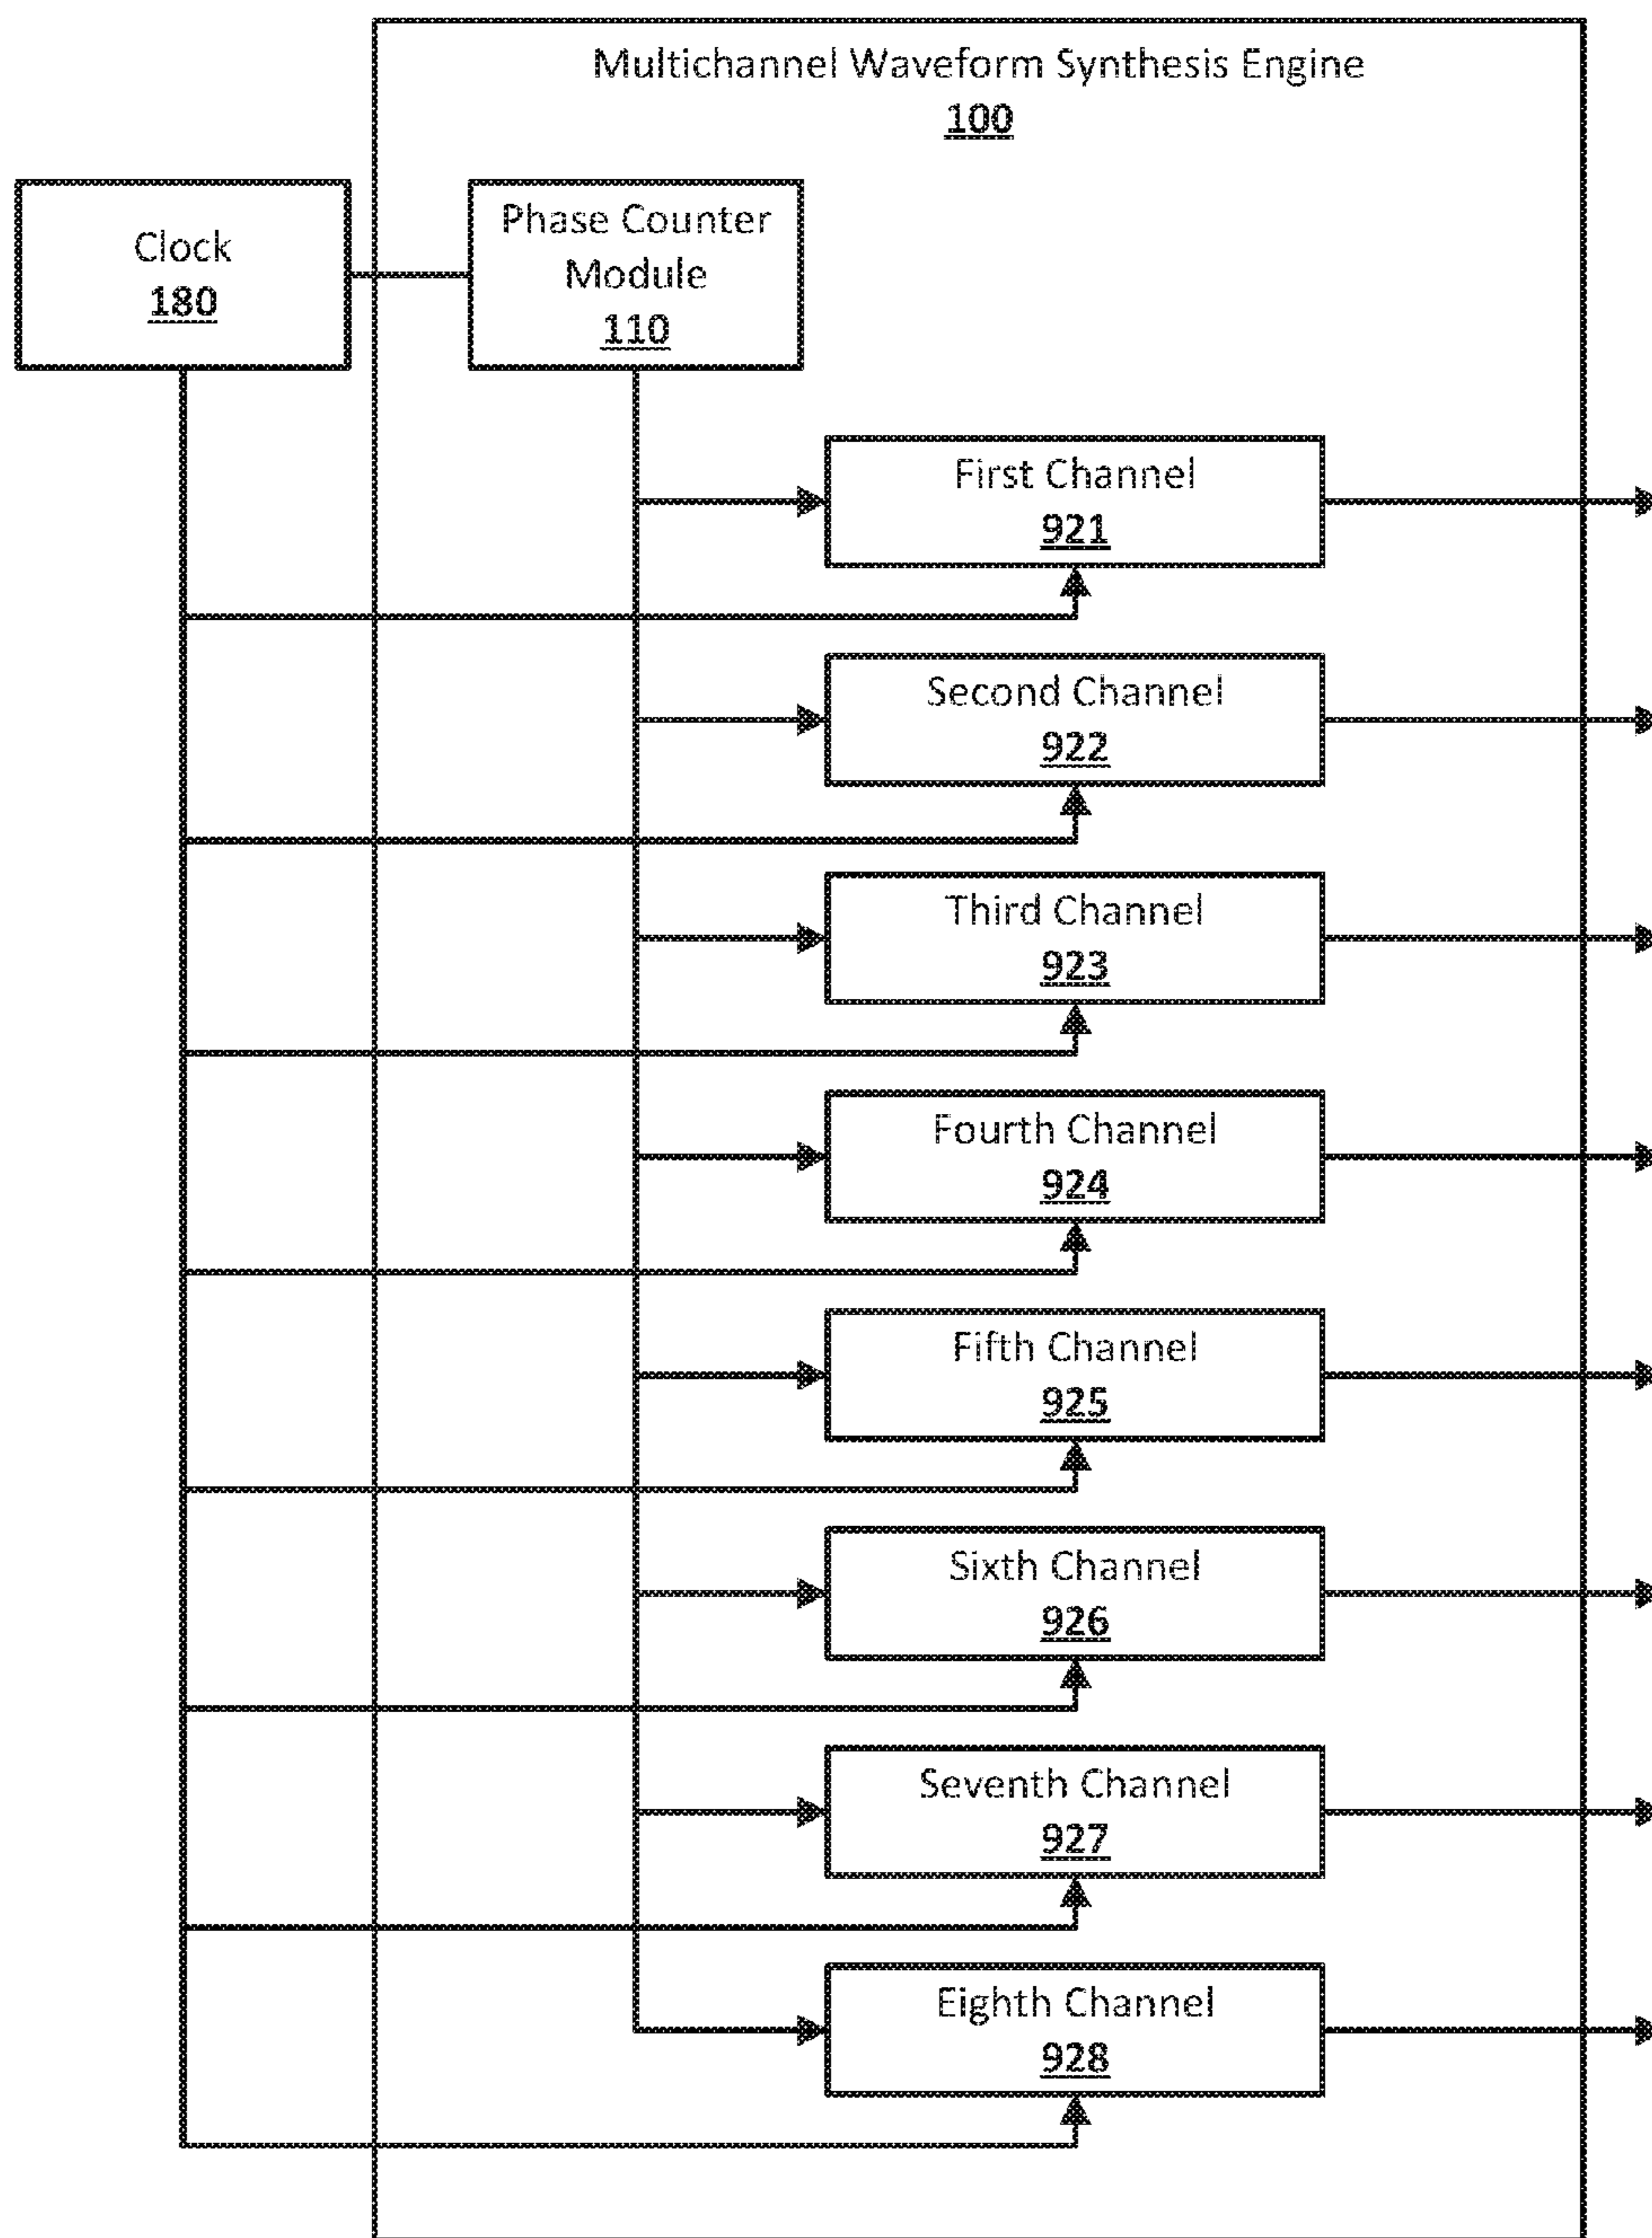 Multichannel Waveform Synthesis Engine
100
Clock
180
Phase Counter
Module
110
First Channel
921
Second Channel
922
Third Channel
923
Fourth Channel
924
Fifth Channel
925
Sixth Channel
926
Seventh Channel
927
Eighth Channel
928